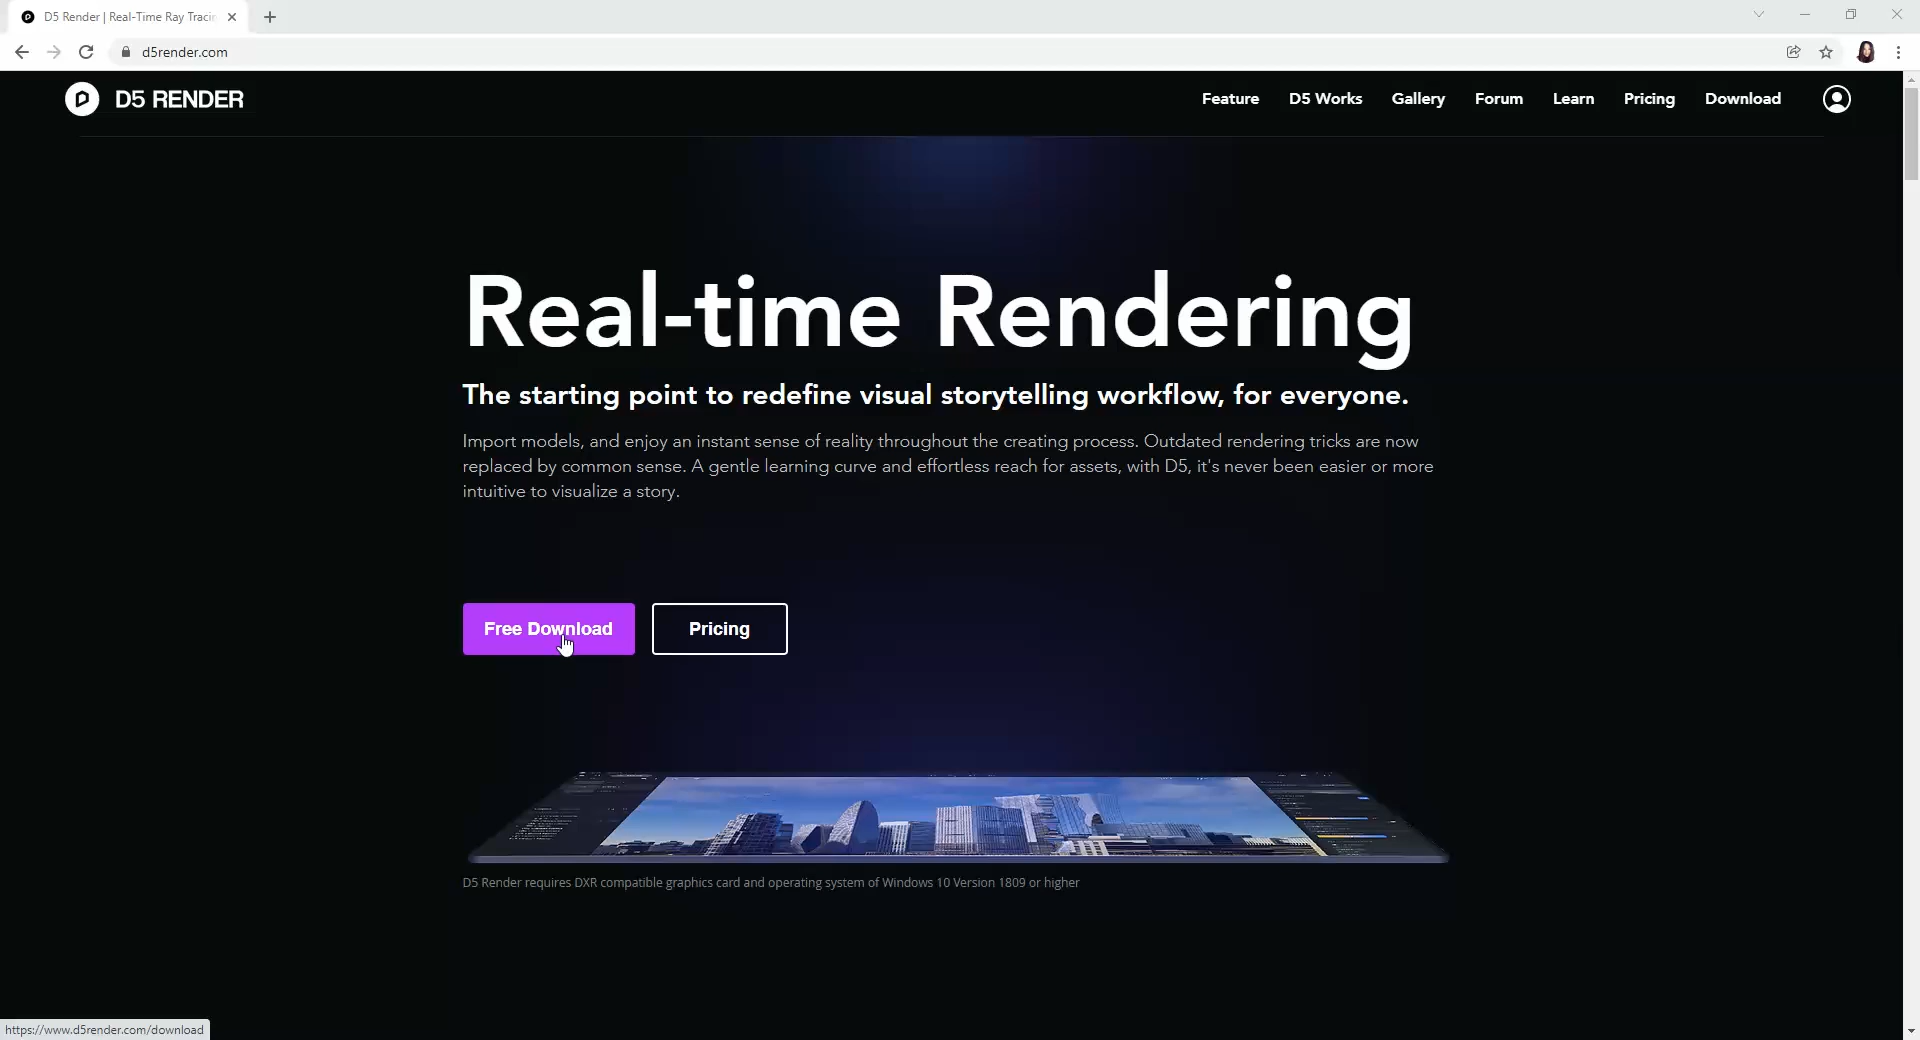 D5 Render | Real-Time Ray Tracin
d5render.com
D5 RENDER
Feature
D5 Works
Gallery
Forum
Learn
Pricing
Download
Real-time Rendering
The starting point to redefine visual storytelling workflow, for everyone.
Import models, and enjoy an instant sense of reality throughout the creating process. Outdated rendering tricks are now
replaced by common sense. A gentle learning curve and effortless reach for assets, with D5, it's never been easier or more
intuitive to visualize a story.
Free Download
Pricing
D5 Render requires DXR compatible graphics card and operating system of Windows 10 Version 1809 or higher
https://www.d5render.com/download